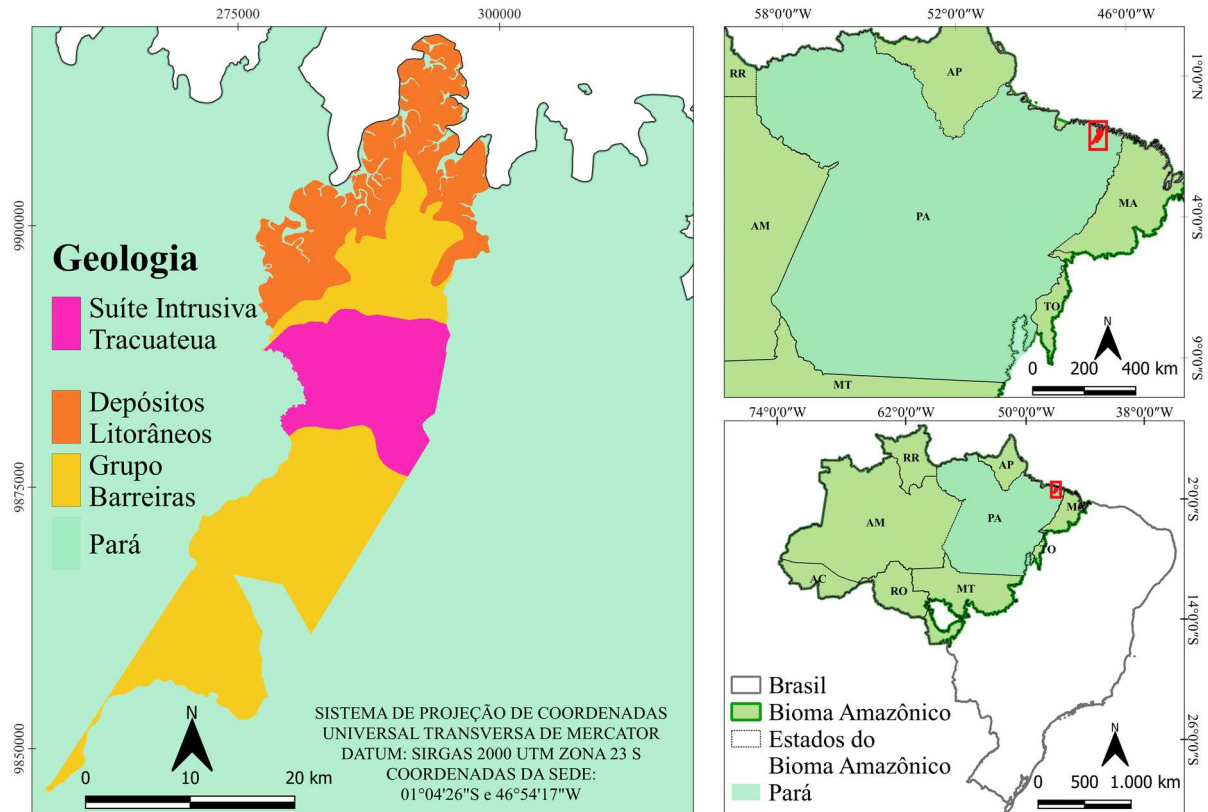 275000
300000
9900000
9875000
9850000
Geologia
Suíte Intrusiva
Tracuateua
Depósitos
Litorâneos
Grupo
Barreiras
Pará
N
0
10
20 km
SISTEMA DE PROJEÇÃO DE COORDENADAS
UNIVERSAL TRANSVERSA DE MERCATOR
DATUM: SIRGAS 2000 UTM ZONA 23 S
COORDENADAS DA SEDE:
01°04'26"S e 46°54'17"W
58°0'0"W
52°0'0"W
46°0'0"W
1°0'0"N
4°0'0"S
9°0'0"S
RR
AP
AM
PA
MA
TO
MT
N
0
200
400 km
74°0'0"W
62°0'0"W
50°0'0"W
38°0'0"W
2°0'0"S
14°0'0"S
26°0'0"S
RR
AP
AM
PA
AC
RO
MT
Brasil
Bioma Amazônico
Estados do
Bioma Amazônico
Pará
N
0
500
1.000 km